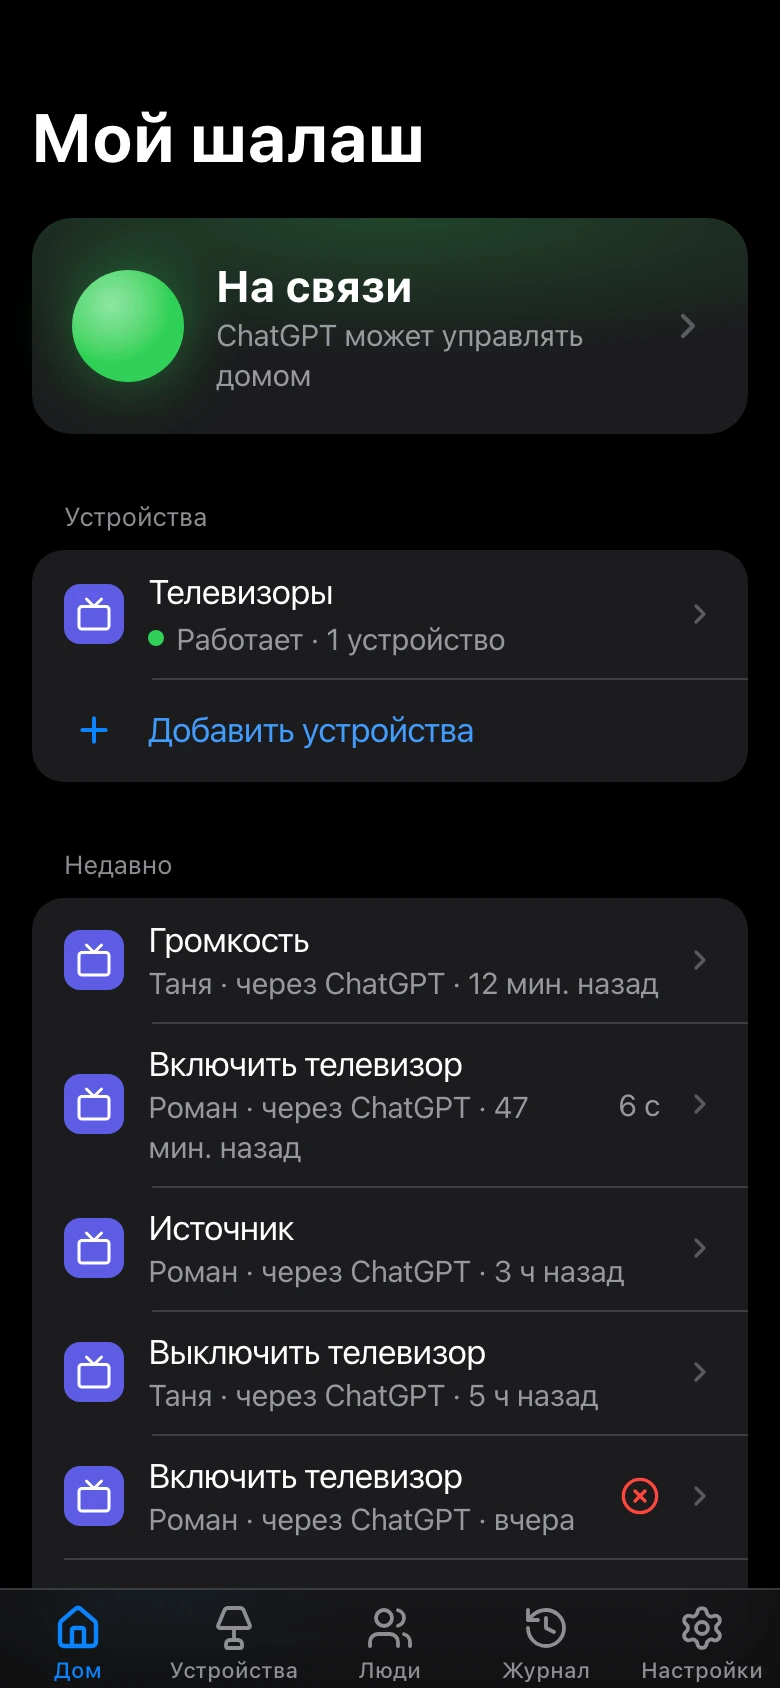 Мой шалаш
На связи
ChatGPT может управлять
домом
Устройства
Телевизоры
Работает · 1 устройство
Добавить устройства
Недавно
Громкость
Таня · через ChatGPT · 12 мин. назад
Включить телевизор
Роман · через ChatGPT · 47
мин. назад
6 с
Источник
Роман · через ChatGPT · 3 ч назад
Выключить телевизор
Таня · через ChatGPT · 5 ч назад
Включить телевизор
Роман · через ChatGPT · вчера
Дом
Устройства
Люди
Журнал
Настройки